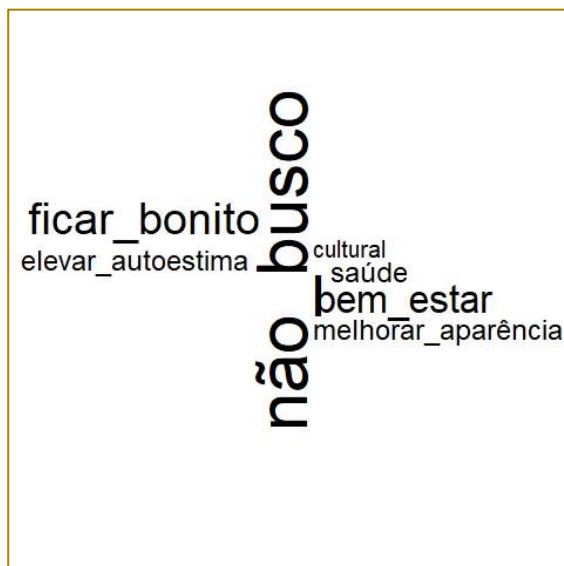 não_busco
ficar_bonito
elevar_autoestima
cultural
saúde
bem_estar
melhorar_aparência